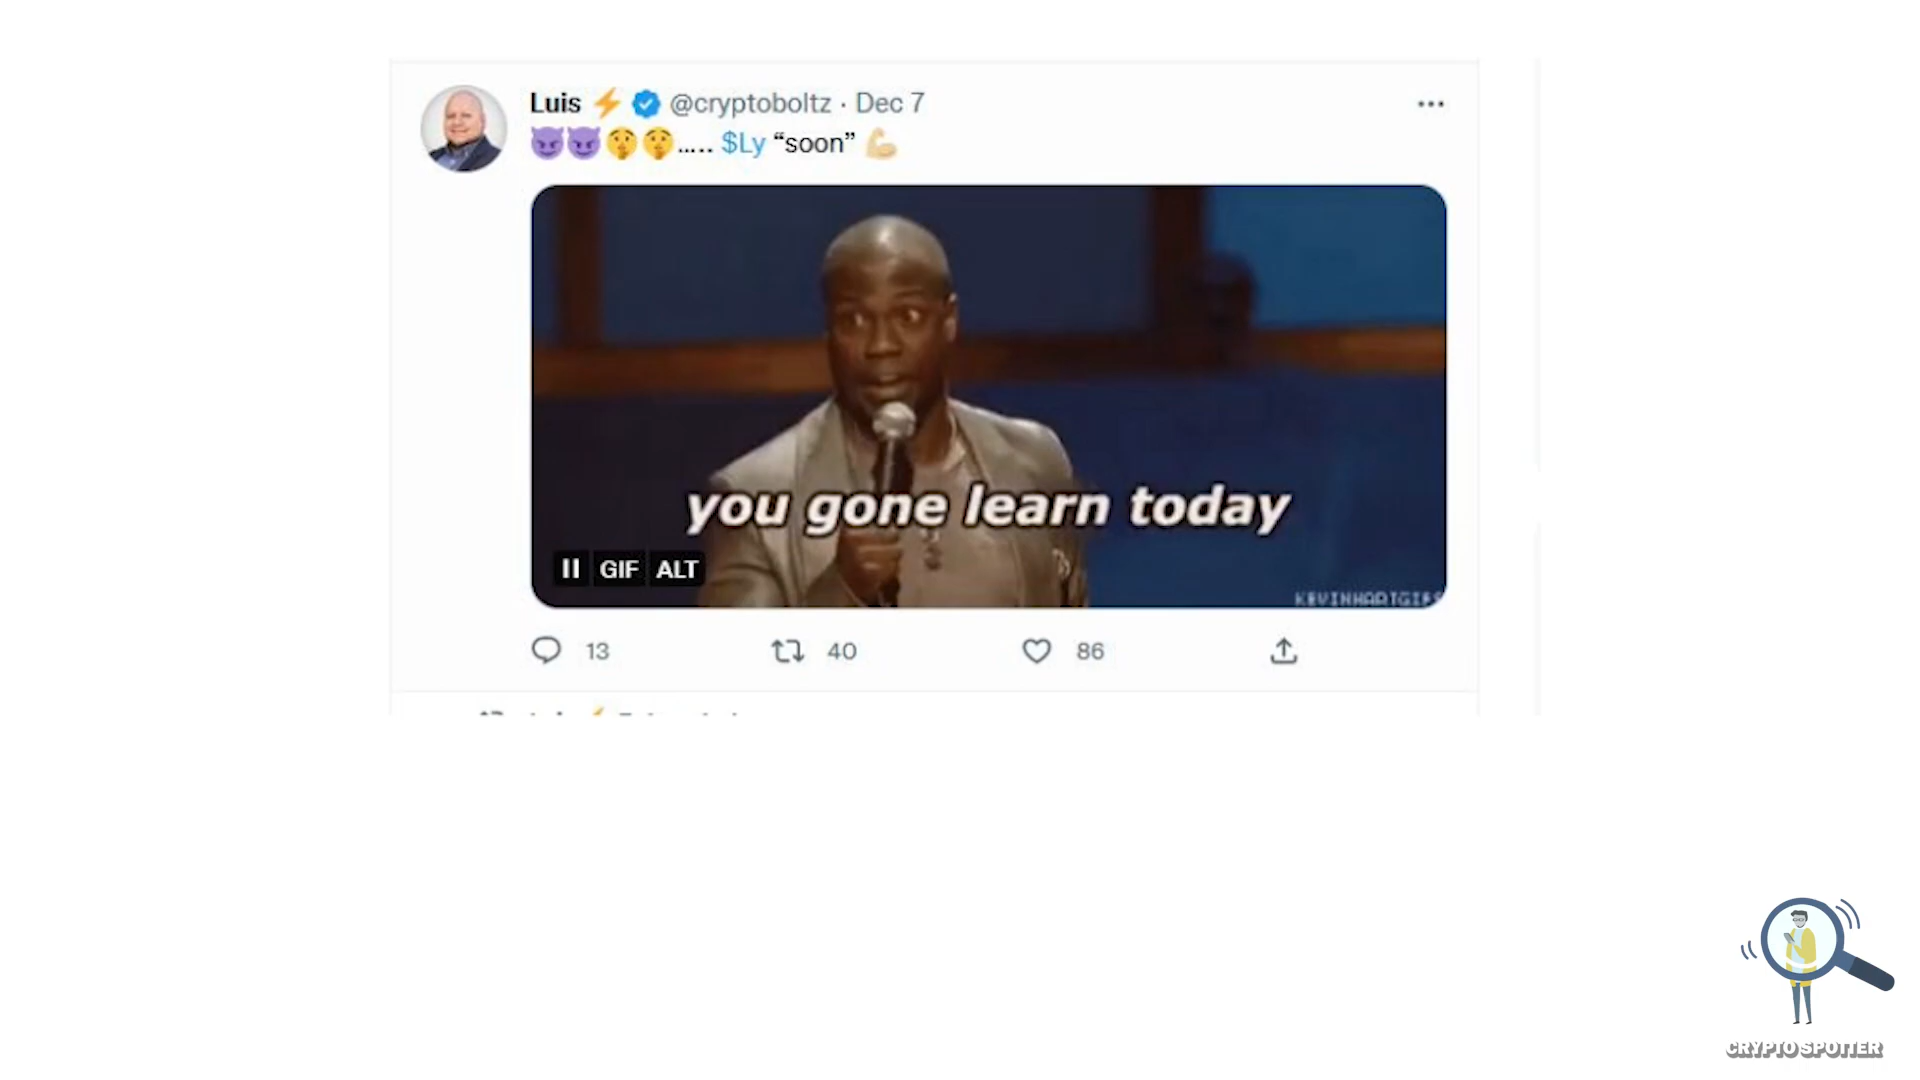 Luis ⚡ @cryptoboltz · Dec 7
😈😈🤫🤫..... $Ly “soon” 💪🏼
you gone learn today
GIF ALT
KEVINHARTGIFS
13 40 86
CRYPTO SPOTTER